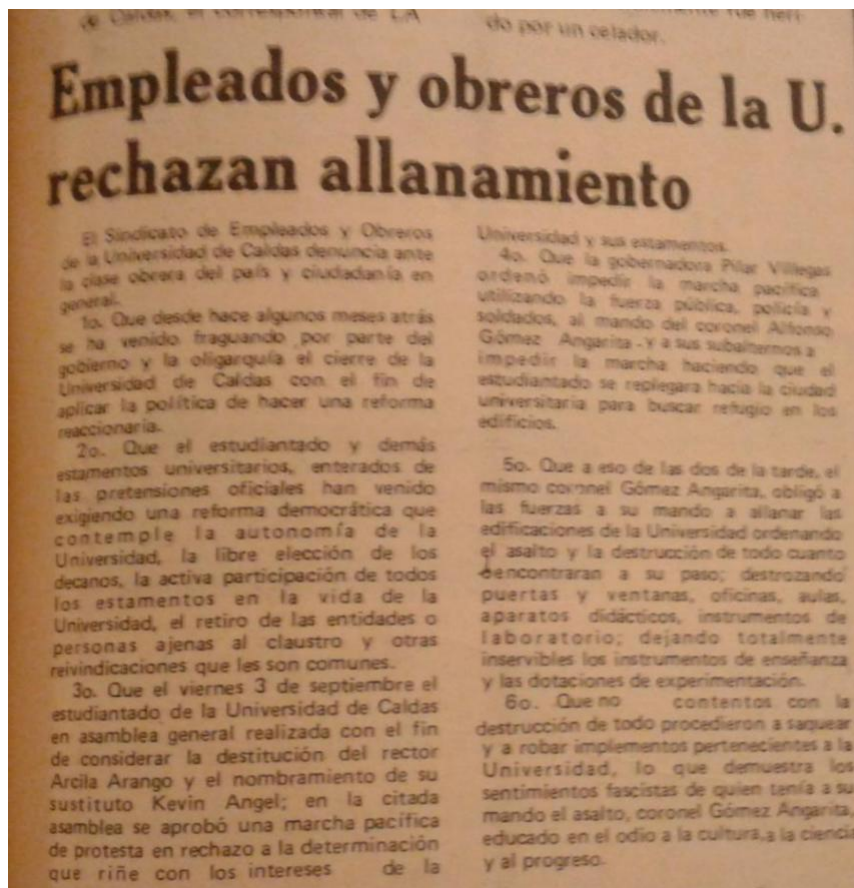 de Caldas, el corresponsal de LA
do por un celador.
Empleados y obreros de la U.
rechazan allanamiento
El Sindicato de Empleados y Obreros
de la Universidad de Caldas denuncia ante
la clase obrera del país y ciudadanía en
general.
1o. Que desde hace algunos meses atrás
se ha venido fraguando por parte del
gobierno y la oligarquía el cierre de la
Universidad de Caldas con el fin de
aplicar la política de hacer una reforma
reaccionaria.
2o. Que el estudiantado y demás
estamentos universitarios, enterados de
las pretensiones oficiales han venido
exigiendo una reforma democrática que
contemple la autonomía de la
Universidad, la libre elección de los
decanos, la activa participación de todos
los estamentos en la vida de la
Universidad, el retiro de las entidades o
personas ajenas al claustro y otras
reivindicaciones que les son comunes.
3o. Que el viernes 3 de septiembre el
estudiantado de la Universidad de Caldas
en asamblea general realizada con el fin
de considerar la destitución del rector
Arcila Arango y el nombramiento de su
sustituto Kevin Angel; en la citada
asamblea se aprobó una marcha pacífica
de protesta en rechazo a la determinación
que riñe con los intereses de la
Universidad y sus estamentos.
4o. Que la gobernadora Pilar Villegas
ordenó impedir la marcha pacífica
utilizando la fuerza pública, policía y
soldados, al mando del coronel Alfonso
Gómez Angarita y a sus subalternos a
impedir la marcha haciendo que el
estudiantado se replegara hacia la ciudad
universitaria para buscar refugio en los
edificios.
5o. Que a eso de las dos de la tarde, el
mismo coronel Gómez Angarita, obligó a
las fuerzas a su mando a allanar las
edificaciones de la Universidad ordenando
el asalto y la destrucción de todo cuanto
encontraran a su paso; destrozando
puertas y ventanas, oficinas, aulas,
aparatos didácticos, instrumentos de
laboratorio; dejando totalmente
inservibles los instrumentos de enseñanza
y las dotaciones de experimentación.
6o. Que no contentos con la
destrucción de todo procedieron a saquear
y a robar implementos pertenecientes a la
Universidad, lo que demuestra los
sentimientos fascistas de quien tenía a su
mando el asalto, coronel Gómez Angarita,
educado en el odio a la cultura, a la ciencia
y al progreso.